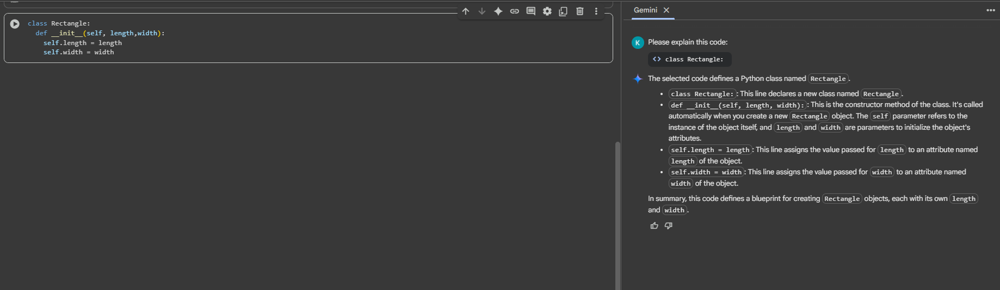 class Rectangle:
def __init__(self, length,width):
self.length = length
self.width = width
Gemini
K
Please explain this code:
<> class Rectangle:
The selected code defines a Python class named Rectangle.
• class Rectangle: : This line declares a new class named Rectangle.
• def __init__(self, length, width): : This is the constructor method of the class. It's called
automatically when you create a new Rectangle object. The self parameter refers to the
instance of the object itself, and length and width are parameters to initialize the object's
attributes.
• self.length = length : This line assigns the value passed for length to an attribute named
length of the object.
• self.width = width : This line assigns the value passed for width to an attribute named
width of the object.
In summary, this code defines a blueprint for creating Rectangle objects, each with its own length
and width.